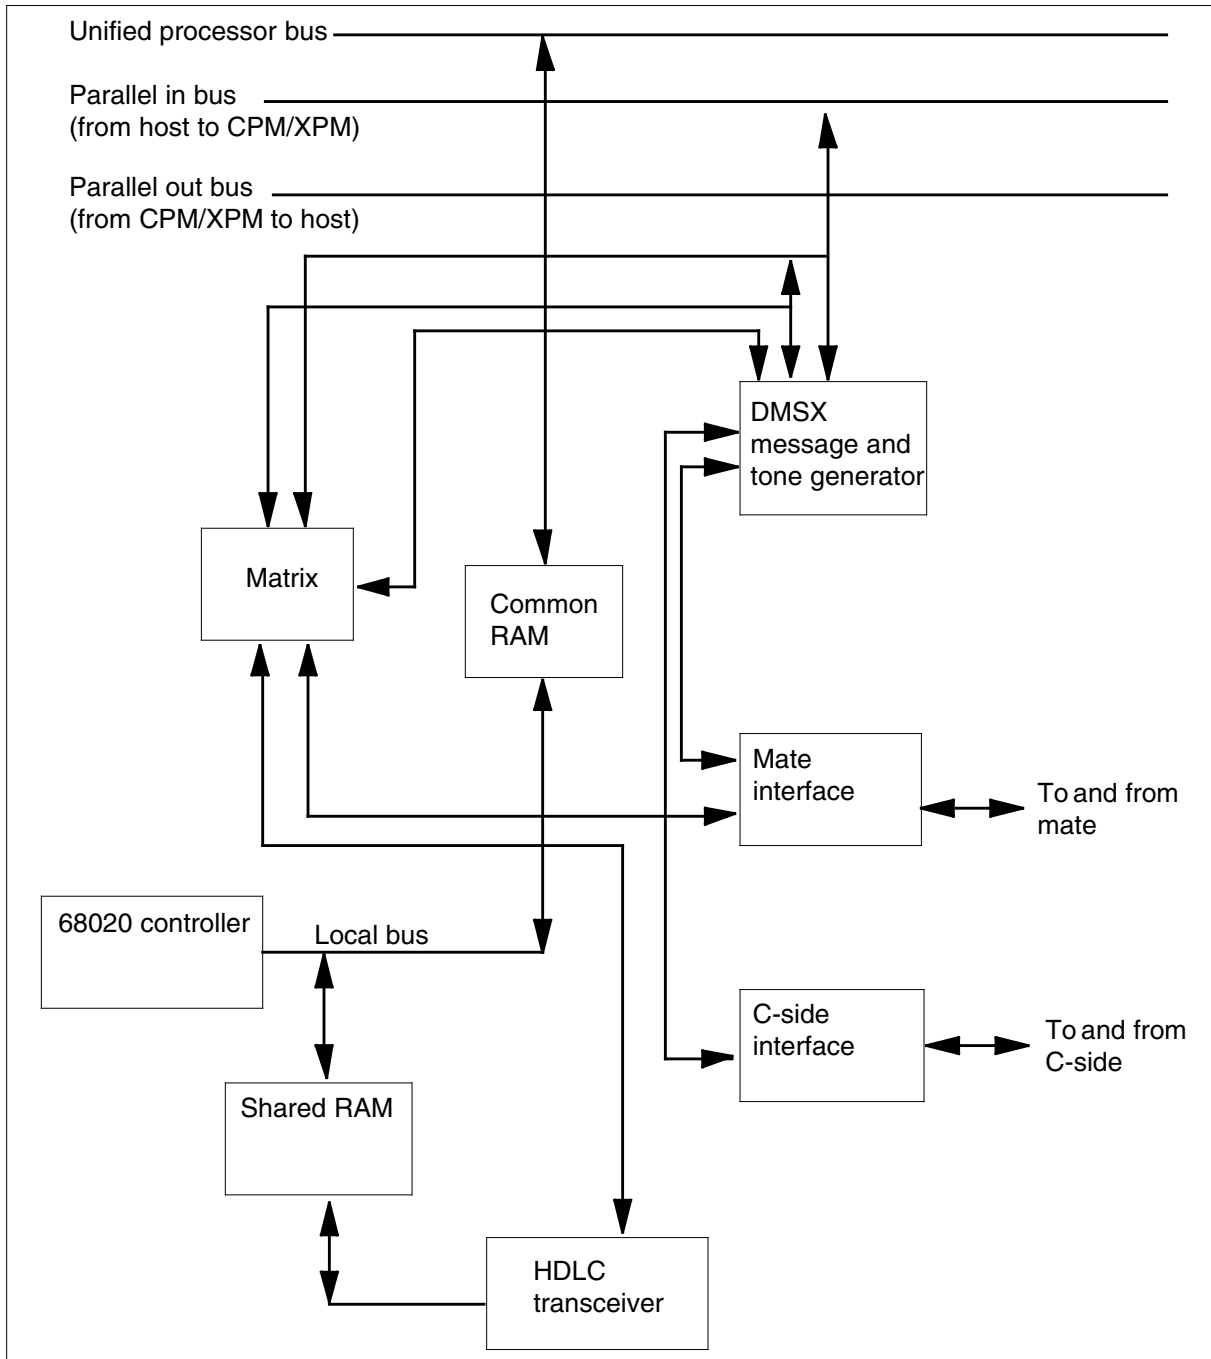 Unified processor bus
Parallel in bus
(from host to CPM/XPM)
Parallel out bus
(from CPM/XPM to host)
DMSX
message and
tone generator
Matrix
Common
RAM
Mate
interface
To and from
mate
68020 controller
Local bus
C-side
interface
To and from
C-side
Shared RAM
HDLC
transceiver